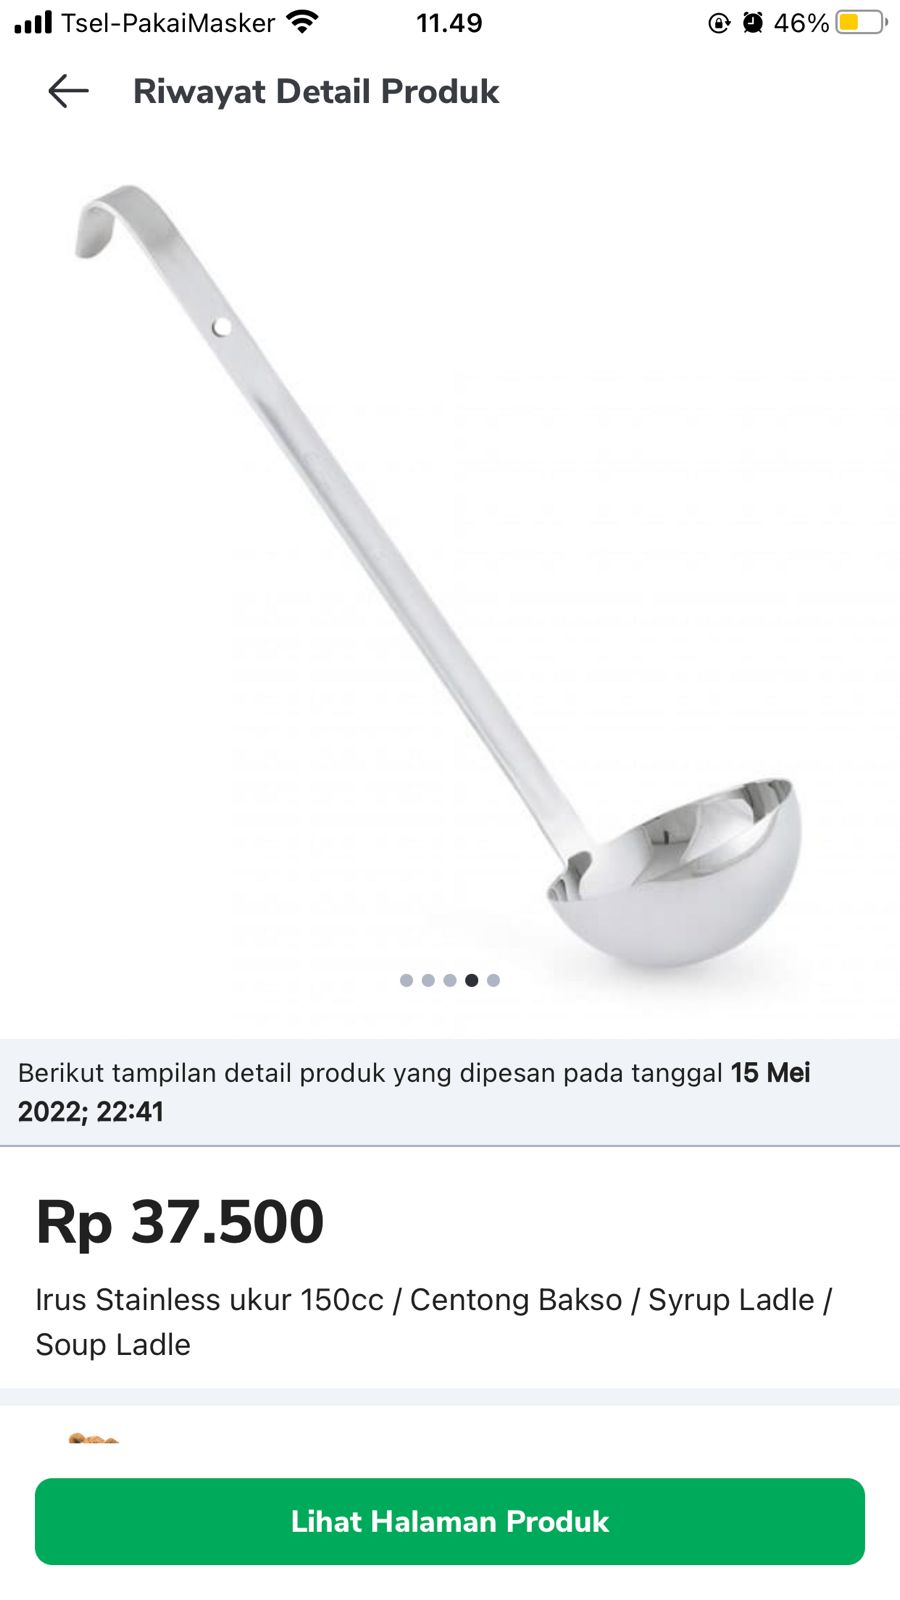 Tsel-PakaiMasker 11.49 46%
Riwayat Detail Produk
Berikut tampilan detail produk yang dipesan pada tanggal 15 Mei
2022; 22:41
Rp 37.500
Irus Stainless ukur 150cc / Centong Bakso / Syrup Ladle /
Soup Ladle
Lihat Halaman Produk